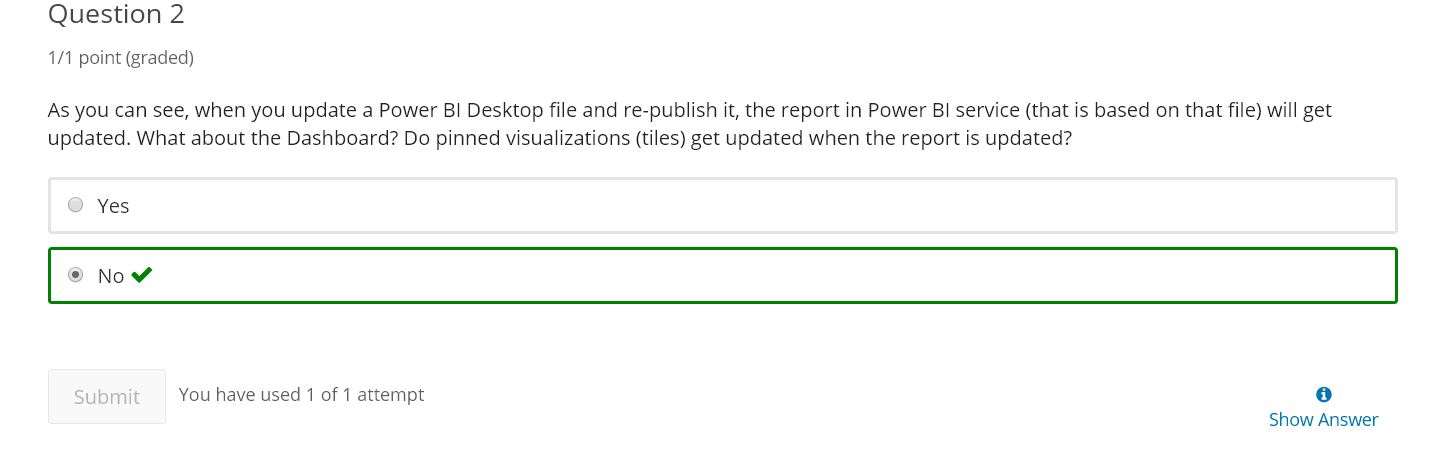 Question 2
1/1 point (graded)
As you can see, when you update a Power BI Desktop file and re-publish it, the report in Power BI service (that is based on that file) will get
updated. What about the Dashboard? Do pinned visualizations (tiles) get updated when the report is updated?
Yes
No
Submit
You have used 1 of 1 attempt
Show Answer